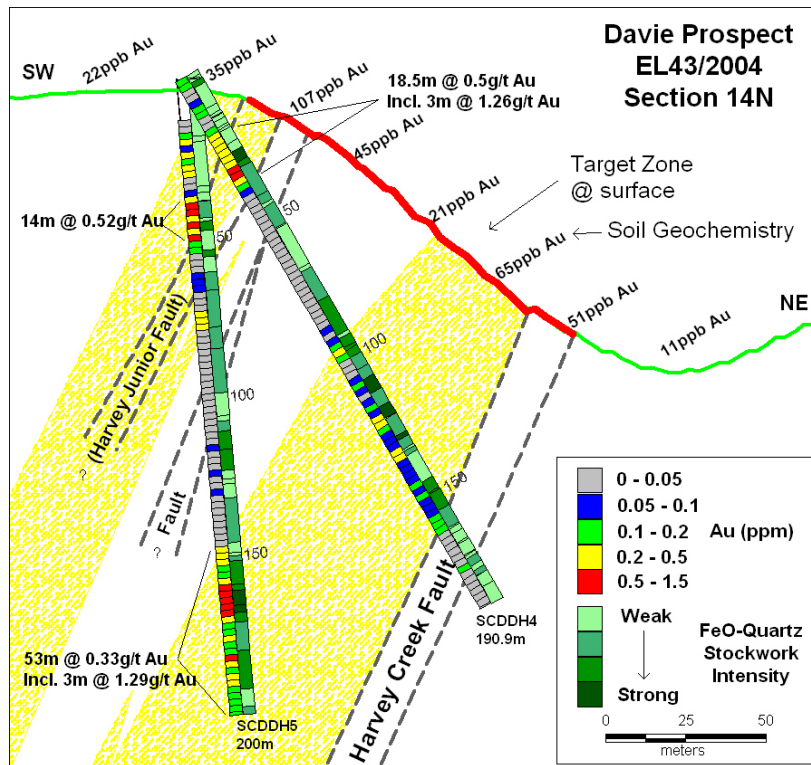 Davie Prospect
EL43/2004
Section 14N
SW
22ppb Au
35ppb Au
107ppb Au
45ppb Au
21ppb Au
65ppb Au
51ppb Au
11ppb Au
NE
18.5m @ 0.5g/t Au
Incl. 3m @ 1.26g/t Au
Target Zone
@ surface
Soil Geochemistry
14m @ 0.52g/t Au
50
50
100
100
150
150
(Harvey Junior Fault)
?
Fault
?
Harvey Creek Fault
53m @ 0.33g/t Au
Incl. 3m @ 1.29g/t Au
SCDDH5
200m
SCDDH4
190.9m
0 - 0.05
0.05 - 0.1
0.1 - 0.2
0.2 - 0.5
0.5 - 1.5
Au (ppm)
Weak
Strong
FeO-Quartz
Stockwork
Intensity
0 25 50
meters